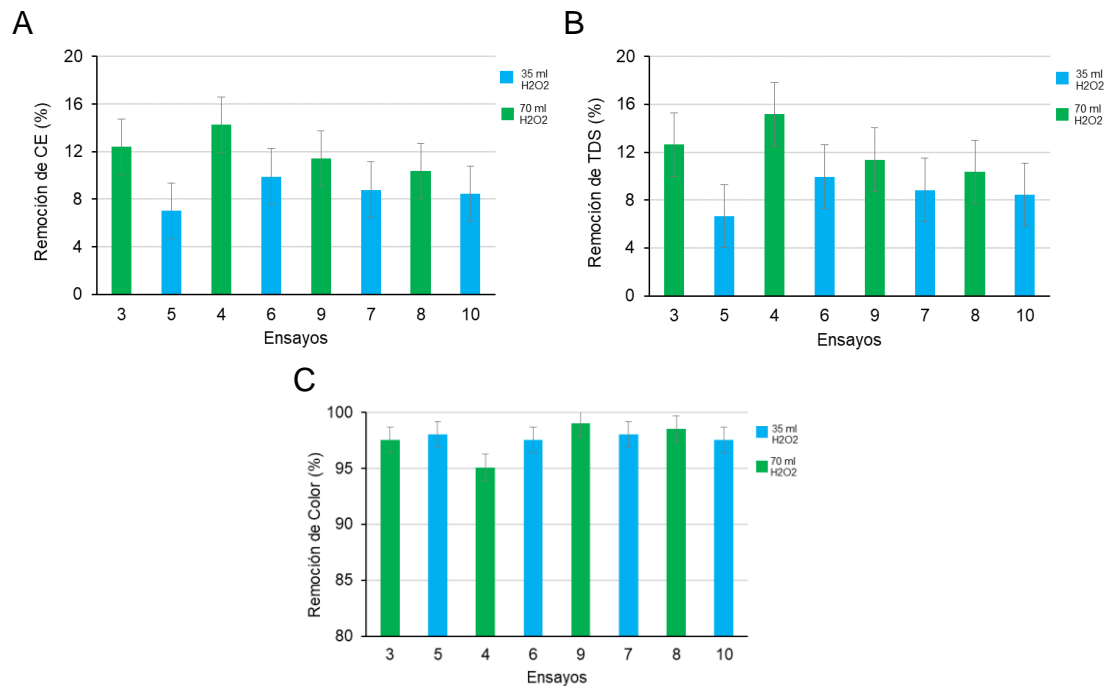 A
Remoción de CE (%)
20
16
12
8
4
0
3 5 4 6 9 7 8 10
Ensayos
35 ml
H2O2
70 ml
H2O2
B
Remoción de TDS (%)
20
16
12
8
4
0
3 5 4 6 9 7 8 10
Ensayos
35 ml
H2O2
70 ml
H2O2
C
Remoción de Color (%)
100
95
90
85
80
3 5 4 6 9 7 8 10
Ensayos
35 ml
H2O2
70 ml
H2O2